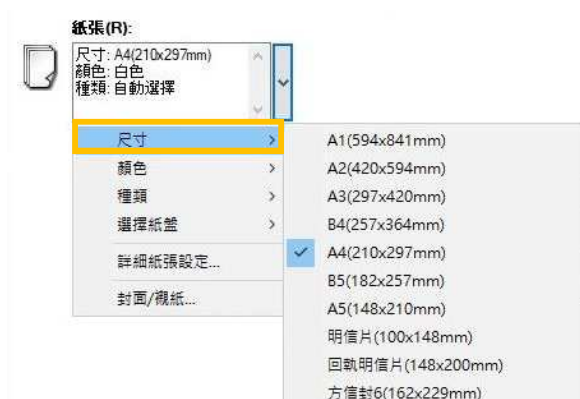 紙張(R):
尺寸: A4(210x297mm)
顏色: 白色
種類: 自動選擇
尺寸
顏色
種類
選擇紙盤
詳細紙張設定...
封面/襯紙...
A1(594x841mm)
A2(420x594mm)
A3(297x420mm)
B4(257x364mm)
A4(210x297mm)
B5(182x257mm)
A5(148x210mm)
明信片(100x148mm)
回執明信片(148x200mm)
方信封6(162x229mm)